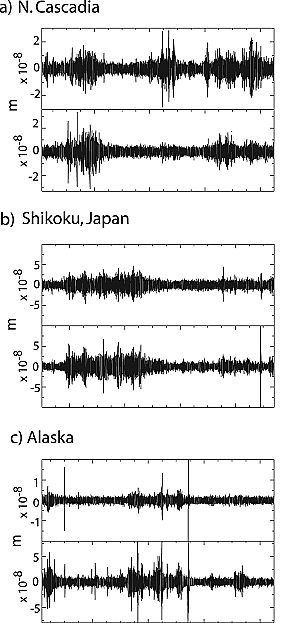 a) N. Cascadia
2
0
-2
x 10-8
2
0
-2
x 10-8
m
b) Shikoku, Japan
5
0
-5
x 10-8
5
0
-5
x 10-8
m
c) Alaska
1
0
-1
x 10-8
5
0
-5
x 10-8
m